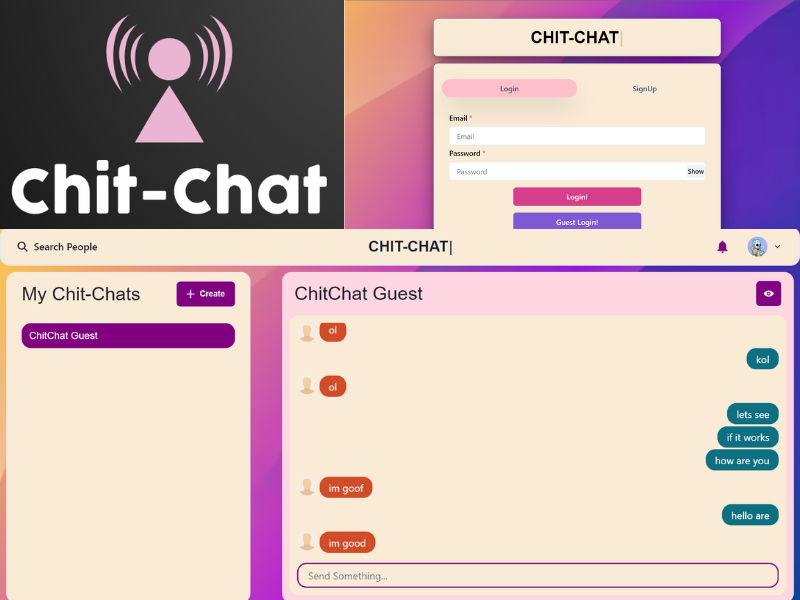 Chit-Chat
CHIT-CHAT|
Login
SignUp
Email *
Email
Password *
Password
Show
Login!
Guest Login!
Search People
CHIT-CHAT|
My Chit-Chats
+ Create
ChitChat Guest
ChitChat Guest
ol
kol
ol
lets see
if it works
how are you
im goof
hello are
im good
Send Something...